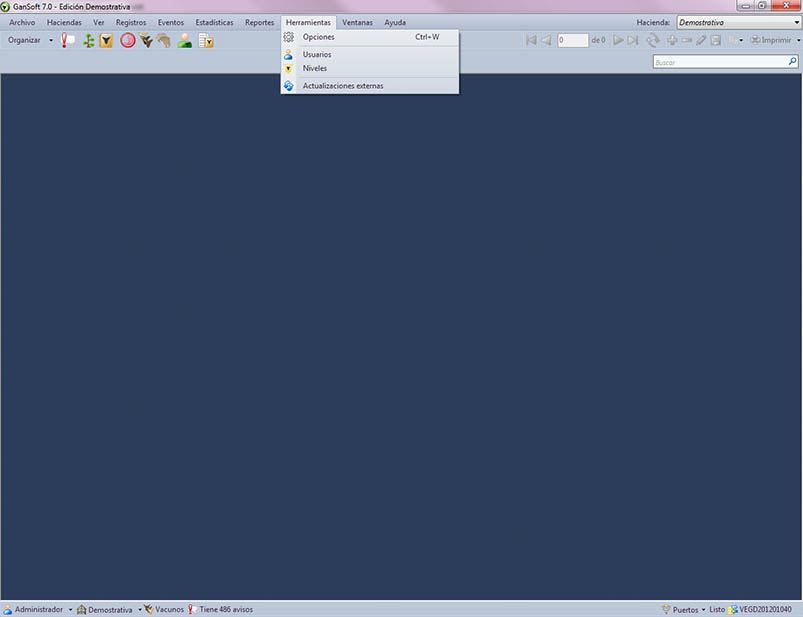 GanSoft 7.0 - Edición Demostrativa
Archivo Haciendas Ver Registros Eventos Estadísticas Reportes Herramientas Ventanas Ayuda Hacienda: Demostrativa
Organizar 0 de 0 Imprimir
Buscar
Opciones Ctrl+W
Usuarios
Niveles
Actualizaciones externas
Administrador Demostrativa Vacunos Tiene 486 avisos Puertos Listo VEGD201201040